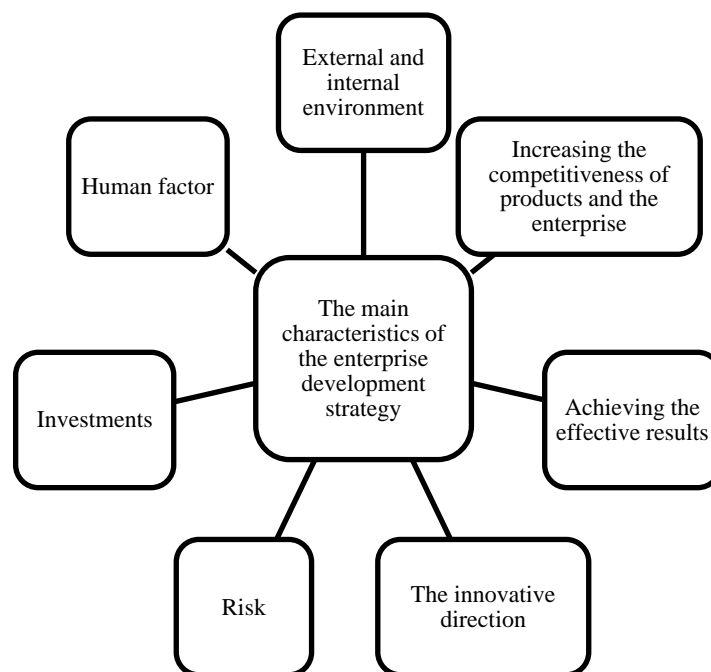 External and
internal
environment
Increasing the
competitiveness of
products and the
enterprise
Human factor
The main
characteristics of
the enterprise
development
strategy
Investments
Achieving the
effective results
Risk
The innovative
direction